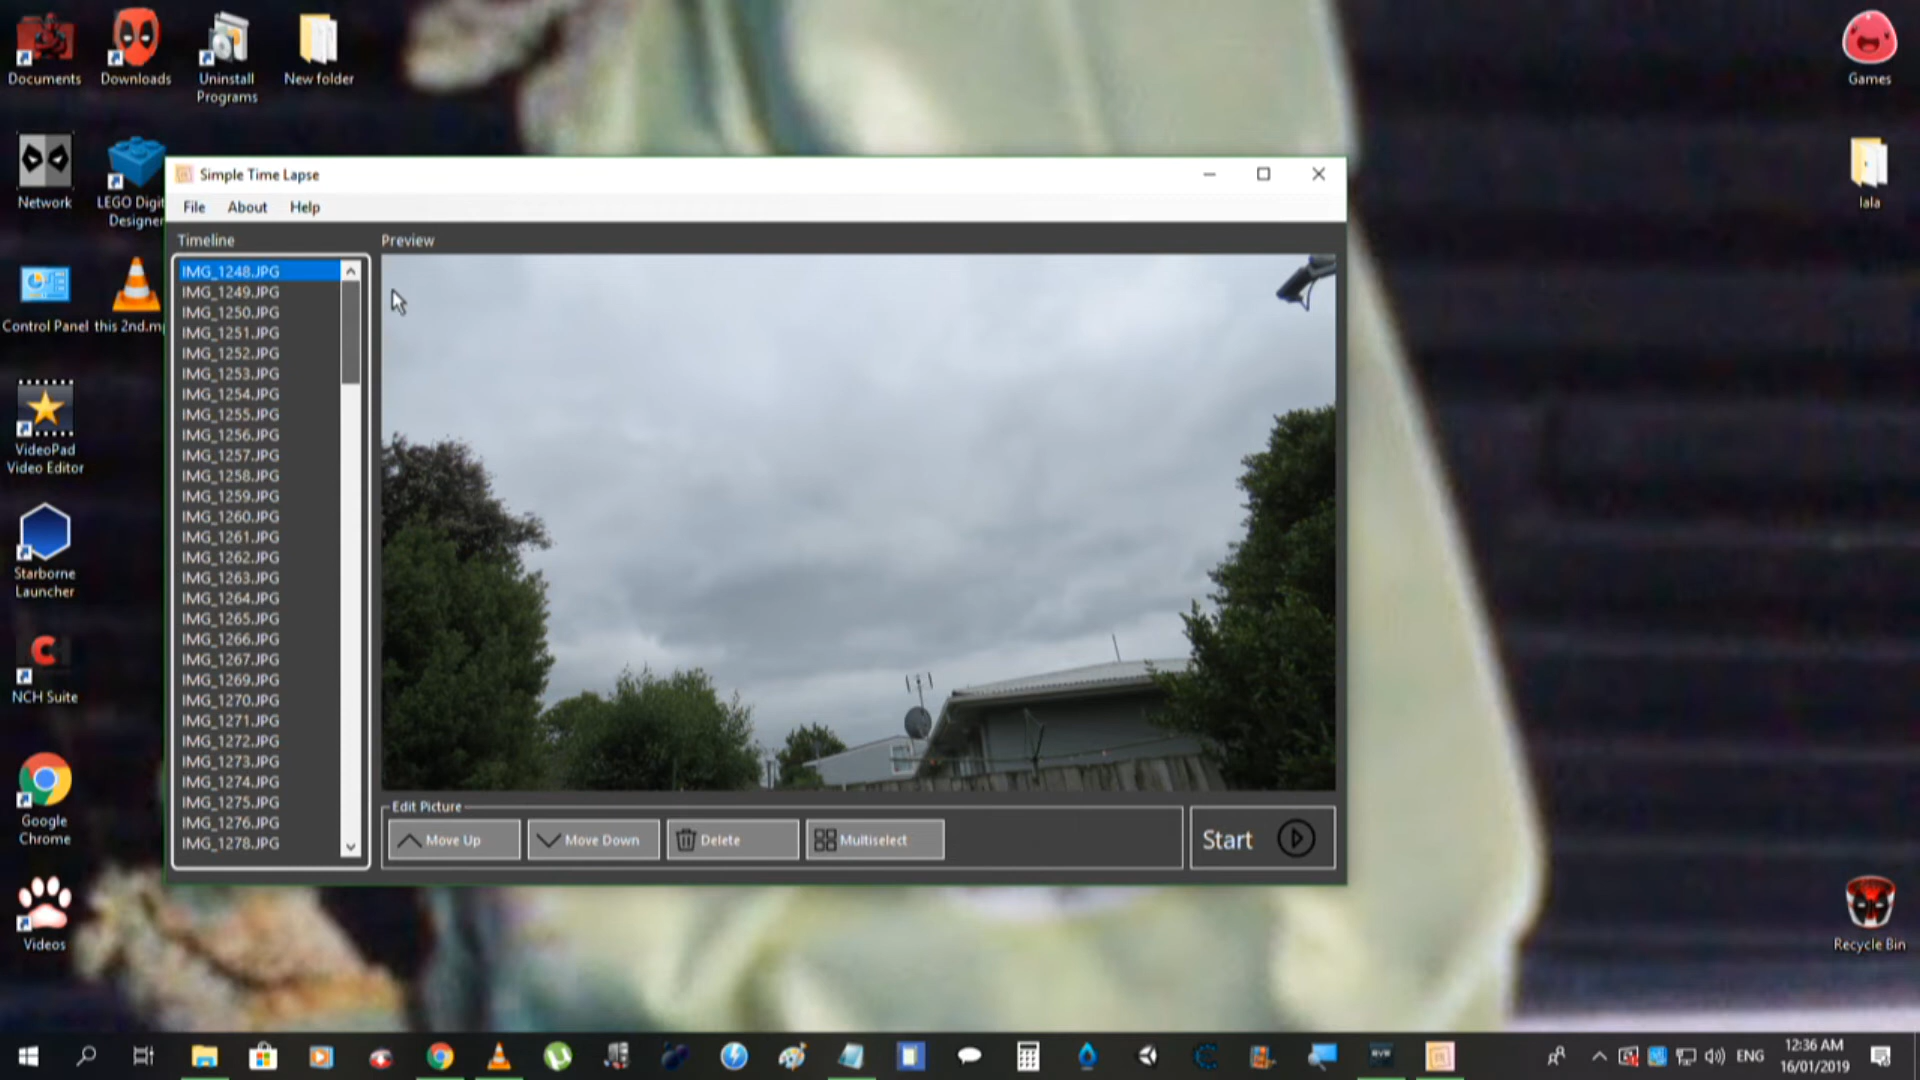 Documents
Downloads
Uninstall
Programs
New folder
Games
Network
LEGO Digit
Designer
lala
Control Panel
this 2nd.m
VideoPad
Video Editor
Starborne
Launcher
NCH Suite
Google
Chrome
Videos
Recycle Bin
Simple Time Lapse
File About Help
Timeline
Preview
IMG_1248.JPG
IMG_1249.JPG
IMG_1250.JPG
IMG_1251.JPG
IMG_1252.JPG
IMG_1253.JPG
IMG_1254.JPG
IMG_1255.JPG
IMG_1256.JPG
IMG_1257.JPG
IMG_1258.JPG
IMG_1259.JPG
IMG_1260.JPG
IMG_1261.JPG
IMG_1262.JPG
IMG_1263.JPG
IMG_1264.JPG
IMG_1265.JPG
IMG_1266.JPG
IMG_1267.JPG
IMG_1269.JPG
IMG_1270.JPG
IMG_1271.JPG
IMG_1272.JPG
IMG_1273.JPG
IMG_1274.JPG
IMG_1275.JPG
IMG_1276.JPG
IMG_1278.JPG
Edit Picture
Move Up
Move Down
Delete
Multiselect
Start
ENG
12:36 AM
16/01/2019